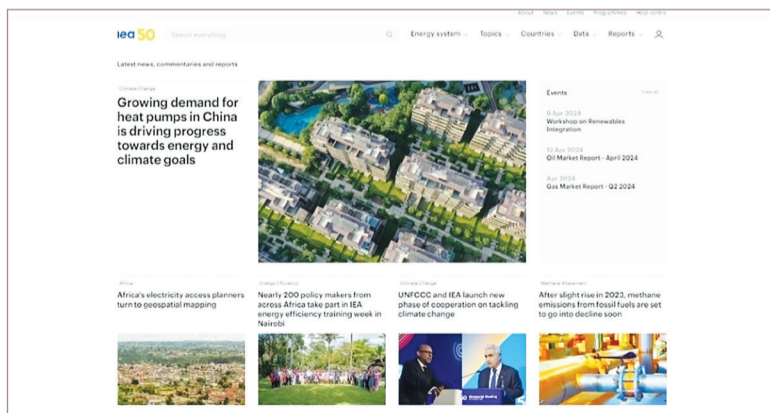 About News Events Programmes Help centre
iea 50
Search everything
Energy system Topics Countries Data Reports
Latest news, commentaries and reports
Climate Change
Growing demand for
heat pumps in China
is driving progress
towards energy and
climate goals
Events
View all
9 Apr 2024
Workshop on Renewables
Integration
12 Apr 2024
Oil Market Report - April 2024
Apr 2024
Gas Market Report - Q2 2024
Africa
Africa's electricity access planners
turn to geospatial mapping
Energy Efficiency
Nearly 200 policy makers from
across Africa take part in IEA
energy efficiency training week in
Nairobi
Climate Change
UNFCCC and IEA launch new
phase of cooperation on tackling
climate change
Methane Abatement
After slight rise in 2023, methane
emissions from fossil fuels are set
to go into decline soon